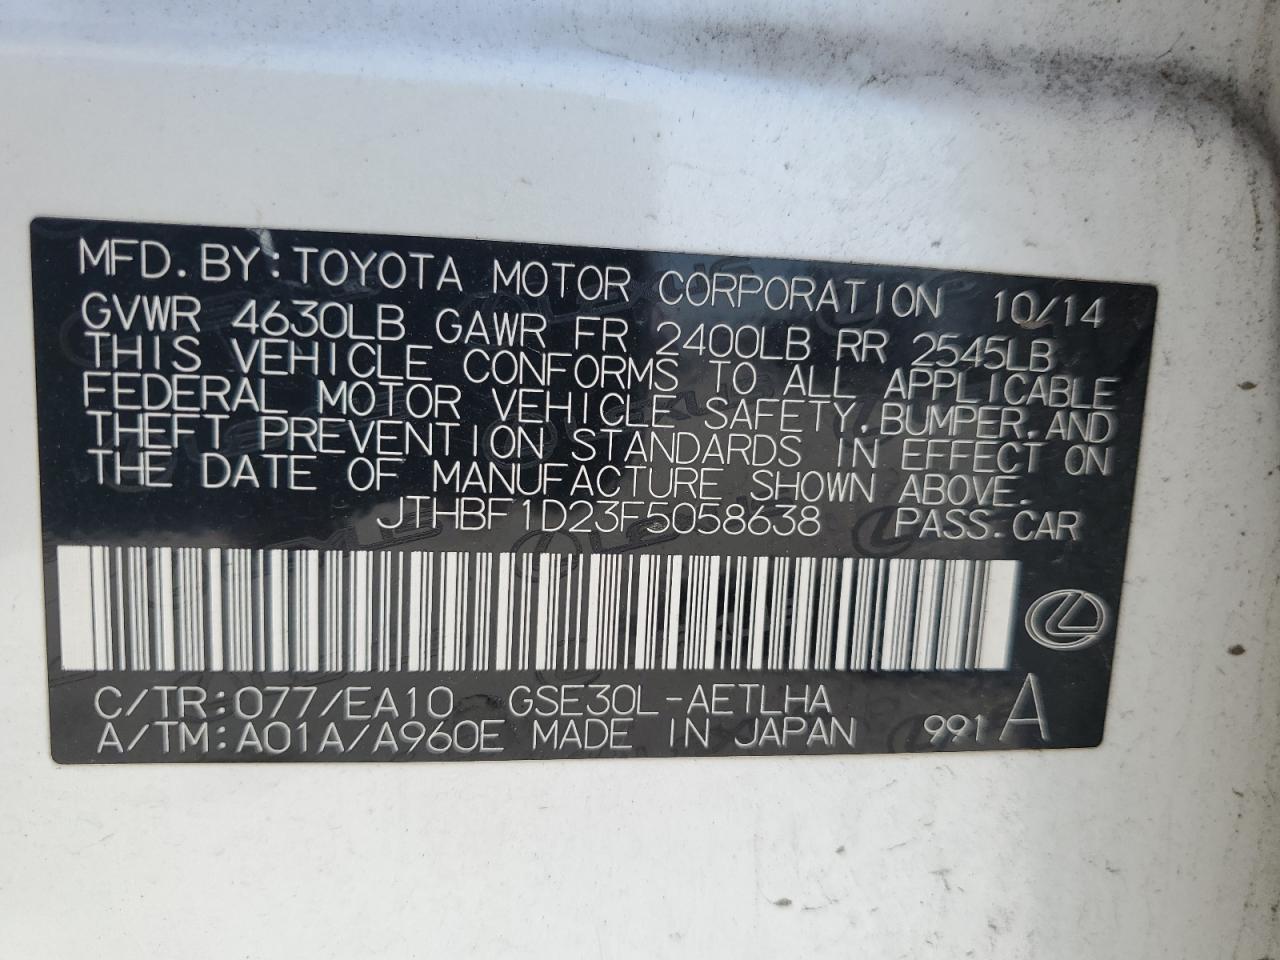 MFD. BY: TOYOTA MOTOR CORPORATION 10/14
GVWR 4630LB GAWR FR 2400LB RR 2545LB
THIS VEHICLE CONFORMS TO ALL APPLICABLE
FEDERAL MOTOR VEHICLE SAFETY, BUMPER, AND
THEFT PREVENTION STANDARDS IN EFFECT ON
THE DATE OF MANUFACTURE SHOWN ABOVE.
JTHBF1D23F5058638 PASS. CAR
C/TR: 077/EA10 GSE30L-AETLHA
A/TM: A01A/A960E MADE IN JAPAN 991 A